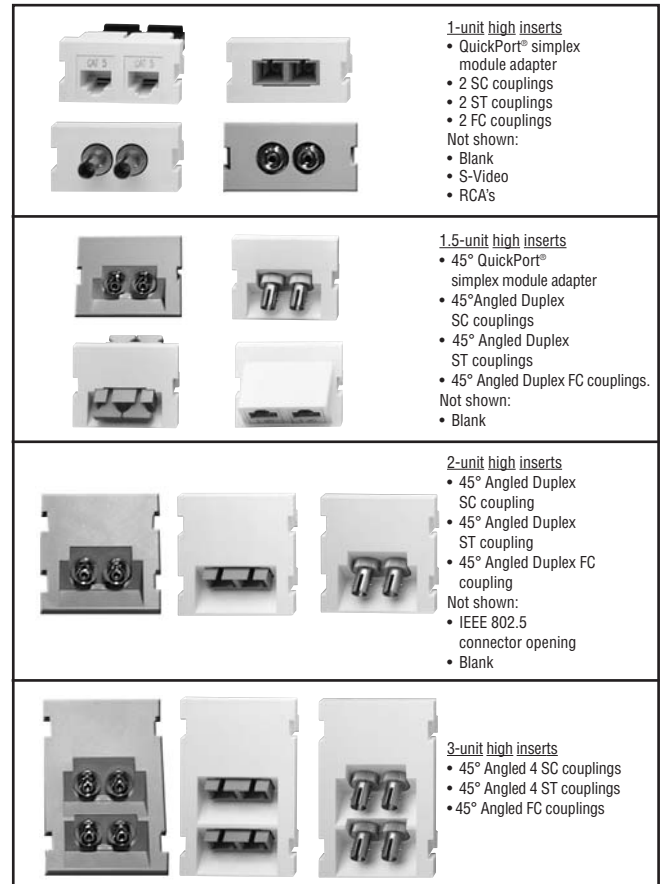 CAT 5 CAT 5
1-unit high inserts
• QuickPort® simplex
module adapter
• 2 SC couplings
• 2 ST couplings
• 2 FC couplings
Not shown:
• Blank
• S-Video
• RCA's
1.5-unit high inserts
• 45° QuickPort®
simplex module adapter
• 45°Angled Duplex
SC couplings
• 45° Angled Duplex
ST couplings
• 45° Angled Duplex FC couplings.
Not shown:
• Blank
2-unit high inserts
• 45° Angled Duplex
SC coupling
• 45° Angled Duplex
ST coupling
• 45° Angled Duplex FC
coupling
Not shown:
• IEEE 802.5
connector opening
• Blank
3-unit high inserts
• 45° Angled 4 SC couplings
• 45° Angled 4 ST couplings
• 45° Angled FC couplings